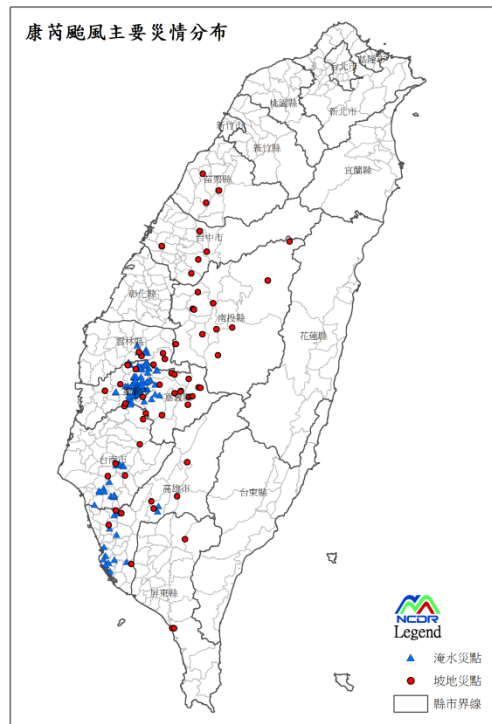 康芮颱風主要災情分布
台北市
桃園縣
新北市
新竹市
新竹縣
宜蘭縣
苗栗縣
台中市
彰化縣
南投縣
花蓮縣
雲林縣
台南市
高雄市
台東縣
屏東縣
NCDR
Legend
淹水災點
坡地災點
縣市界線